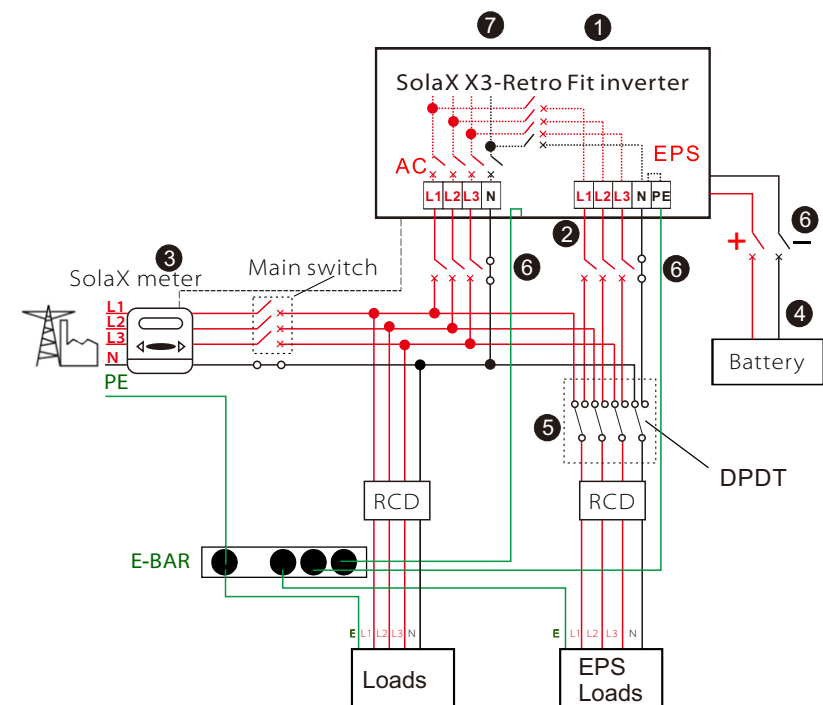 7 1
SolaX X3-Retro Fit inverter
AC
EPS
L1 L2 L3 N
L1 L2 L3 N PE
2
6
6
+
–
6
3
SolaX meter
Main switch
L1
L2
L3
N
PE
4
Battery
5
DPDT
RCD
RCD
E-BAR
E L1 L2 L3 N
E L1 L2 L3 N
Loads
EPS
Loads